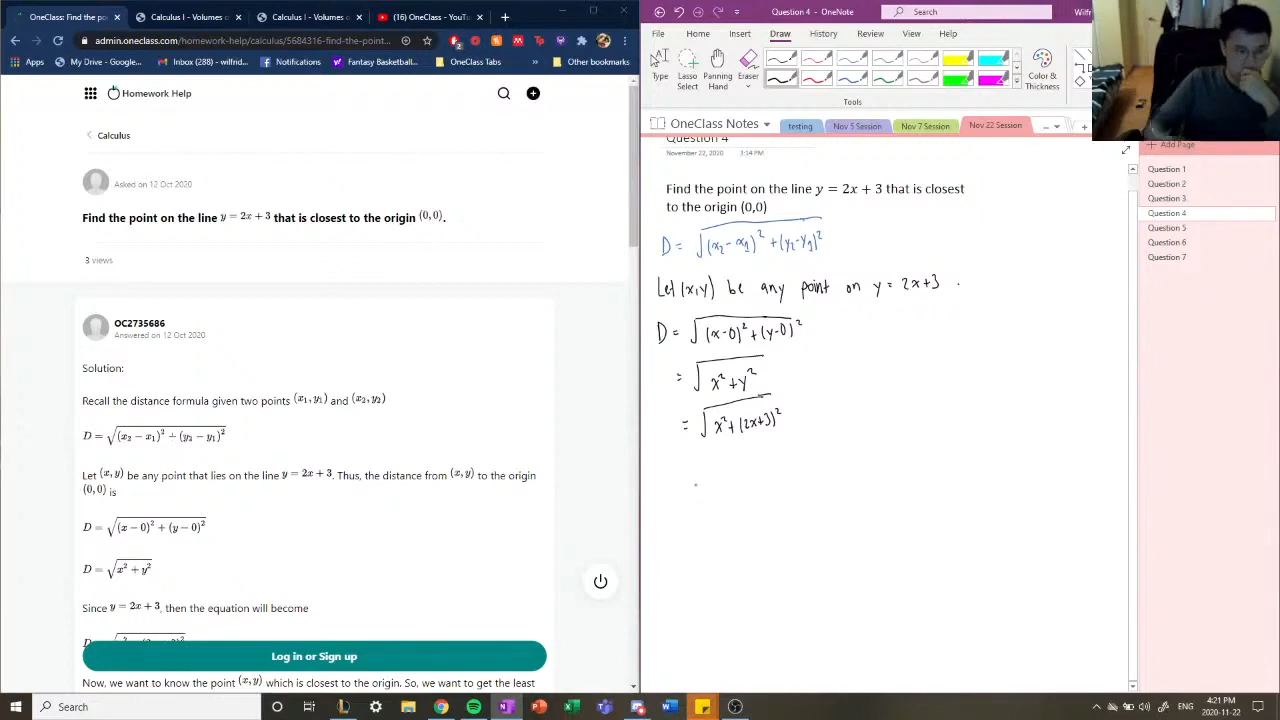 OneClass Find the p
Calculus I - Volumes of
Calculus I - Volumes o
(16) OneClass - YouT
admin.oneclass.com/homework-help/calculus/5684316-find-the-point...
Apps
My Drive - Google...
Inbox (288) - wilfrid...
Notifications
Fantasy Basketball...
OneClass Tabs
»
Other bookmarks
Homework Help
Calculus
Asked on 12 Oct 2020
Find the point on the line y = 2x + 3 that is closest to the origin (0, 0).
3 views
OC2735686
Answered on 12 Oct 2020
Solution:
Recall the distance formula given two points (x₁, y₁) and (x₂, y₂)
D = √(x₂ − x₁)² + (y₂ − y₁)²
Let (x, y) be any point that lies on the line y = 2x + 3. Thus, the distance from (x, y) to the origin
(0, 0) is
D = √(x − 0)² + (y − 0)²
D = √x² + y²
Since y = 2x + 3, then the equation will become
Log in or Sign up
Now, we want to know the point (x, y) which is closest to the origin. So, we want to get the least
Question 4 - OneNote
Search
Wilfr
File Home Insert Draw History Review View Help
Type
Lasso Select
Panning Hand
Eraser
Color & Thickness
Tools
OneClass Notes
testing
Nov 5 Session
Nov 7 Session
Nov 22 Session
Add Page
Question 4
November 22, 2020 3:14 PM
Find the point on the line y = 2x + 3 that is closest
to the origin (0,0)
D = √(x₂ - x₁)² + (y₂ - y₁)²
Let (x,y) be any point on y = 2x+3 .
D = √(x-0)² + (y-0)²
= √x² + y²
= √x² + (2x+3)²
Question 1
Question 2
Question 3
Question 4
Question 5
Question 6
Question 7
Search
4:21 PM
2020-11-22